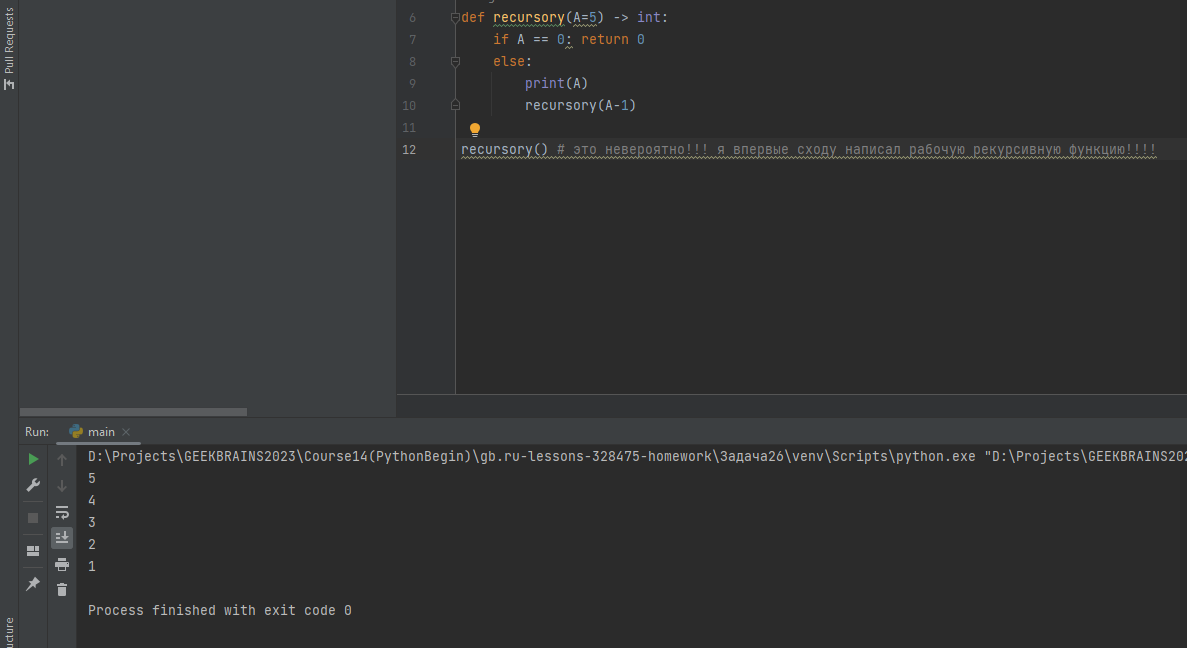 Pull Requests
6 def recursory(A=5) -> int:
7 if A == 0: return 0
8 else:
9 print(A)
10 recursory(A-1)
11
12 recursory() # это невероятно!!! я впервые сходу написал рабочую рекурсивную функцию!!!!
Run: main
D:\Projects\GEEKBRAINS2023\Course14(PythonBegin)\gb.ru-lessons-328475-homework\Задача26\venv\Scripts\python.exe "D:\Projects\GEEKBRAINS202
5
4
3
2
1
Process finished with exit code 0
ucture